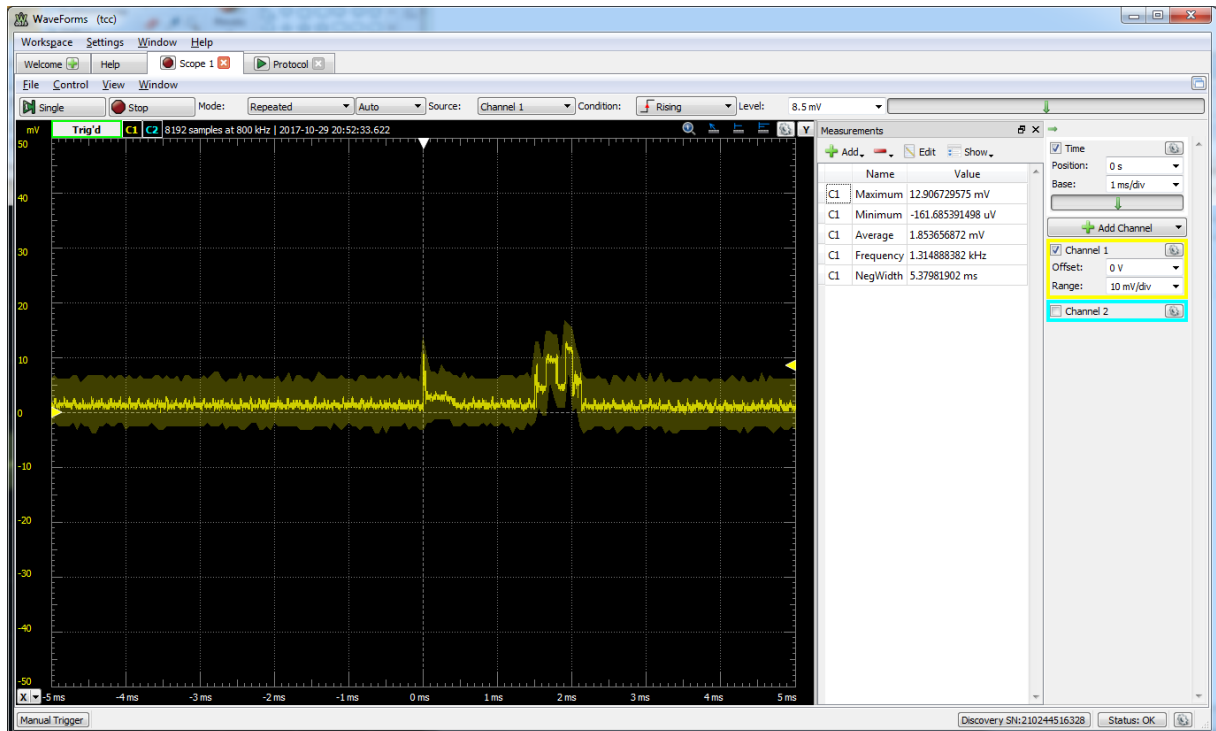 WaveForms (tcc)
Workspace Settings Window Help
Welcome Help Scope 1 Protocol
File Control View Window
Single Stop Mode: Repeated Auto Source: Channel 1 Condition: Rising Level: 8.5 mV
mV Trig'd C1 C2 8192 samples at 800 kHz | 2017-10-29 20:52:33.622 Y
50
40
30
20
10
0
-10
-20
-30
-40
-50
X -5 ms -4 ms -3 ms -2 ms -1 ms 0 ms 1 ms 2 ms 3 ms 4 ms 5 ms
Measurements
Add Edit Show
Name Value
C1 Maximum 12.906729575 mV
C1 Minimum -161.685391498 uV
C1 Average 1.853656872 mV
C1 Frequency 1.314888382 kHz
C1 NegWidth 5.37981902 ms
Time
Position: 0 s
Base: 1 ms/div
Add Channel
Channel 1
Offset: 0 V
Range: 10 mV/div
Channel 2
Manual Trigger Discovery SN:210244516328 Status: OK